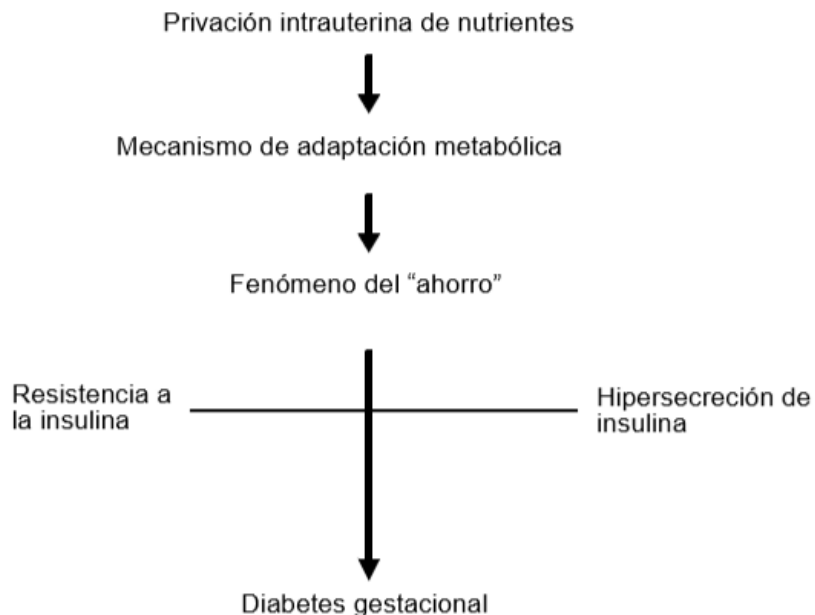 Privación intrauterina de nutrientes
Mecanismo de adaptación metabólica
Fenómeno del “ahorro”
Resistencia a
la insulina
Hipersecreción de
insulina
Diabetes gestacional